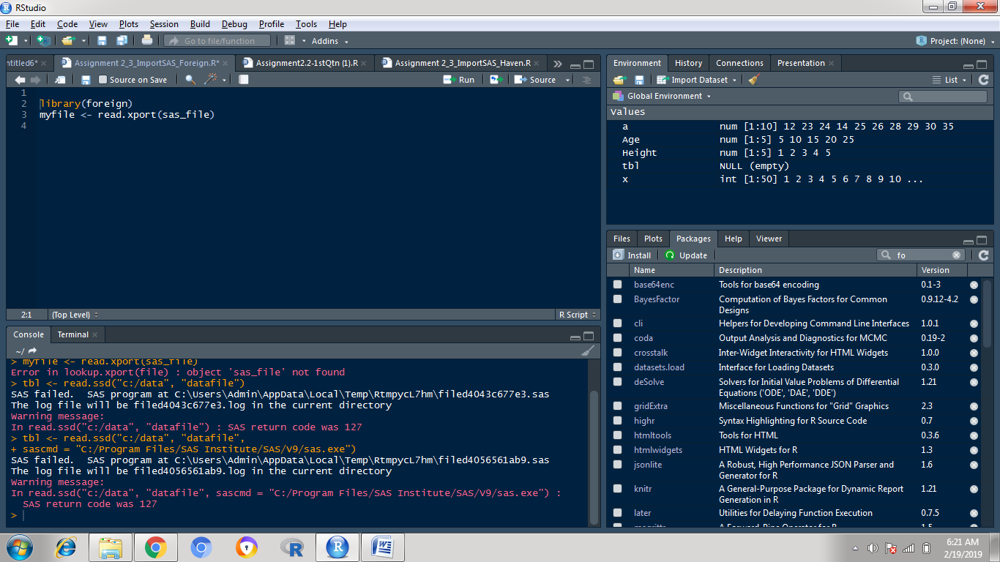 RStudio
File Edit Code View Plots Session Build Debug Profile Tools Help
Go to file/function Addins Project: (None)
ntitled6* Assignment 2_3_ImportSAS_Foreign.R* Assignment2.2-1stQtn (1).R Assignment 2_3_ImportSAS_Haven.R
Source on Save Run Source
1
2 library(foreign)
3 myfile <- read.xport(sas_file)
4
2:1 (Top Level) R Script
Console Terminal
~/
> myfile <- read.xport(sas_file)
Error in lookup.xport(file) : object 'sas_file' not found
> tbl <- read.ssd("c:/data", "datafile")
SAS failed.  SAS program at C:\Users\Admin\AppData\Local\Temp\RtmpycL7hm\filed4043c677e3.sas
The log file will be filed4043c677e3.log in the current directory
Warning message:
In read.ssd("c:/data", "datafile") : SAS return code was 127
> tbl <- read.ssd("c:/data", "datafile",
+ sascmd = "C:/Program Files/SAS Institute/SAS/V9/sas.exe")
SAS failed.  SAS program at C:\Users\Admin\AppData\Local\Temp\RtmpycL7hm\filed4056561ab9.sas
The log file will be filed4056561ab9.log in the current directory
Warning message:
In read.ssd("c:/data", "datafile", sascmd = "C:/Program Files/SAS Institute/SAS/V9/sas.exe") :
  SAS return code was 127
>
Environment History Connections Presentation
Import Dataset List
Global Environment
Values
a num [1:10] 12 23 24 14 25 26 28 29 30 35
Age num [1:5] 5 10 15 20 25
Height num [1:5] 1 2 3 4 5
tbl NULL (empty)
x int [1:50] 1 2 3 4 5 6 7 8 9 10 ...
Files Plots Packages Help Viewer
Install Update fo
Name Description Version
base64enc Tools for base64 encoding 0.1-3
BayesFactor Computation of Bayes Factors for Common 0.9.12-4.2
Designs
cli Helpers for Developing Command Line Interfaces 1.0.1
coda Output Analysis and Diagnostics for MCMC 0.19-2
crosstalk Inter-Widget Interactivity for HTML Widgets 1.0.0
datasets.load Interface for Loading Datasets 0.3.0
deSolve Solvers for Initial Value Problems of Differential 1.21
Equations ('ODE', 'DAE', 'DDE')
gridExtra Miscellaneous Functions for "Grid" Graphics 2.3
highr Syntax Highlighting for R Source Code 0.7
htmltools Tools for HTML 0.3.6
htmlwidgets HTML Widgets for R 1.3
jsonlite A Robust, High Performance JSON Parser and 1.6
Generator for R
knitr A General-Purpose Package for Dynamic Report 1.21
Generation in R
later Utilities for Delaying Function Execution 0.7.5
magrittr A Forward-Pipe Operator for R 1.5
6:21 AM
2/19/2019